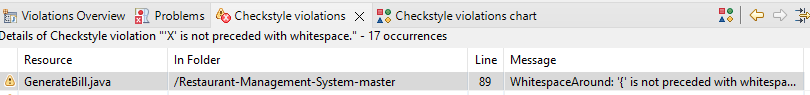 Violations Overview Problems Checkstyle violations Checkstyle violations chart
Details of Checkstyle violation "'X' is not preceded with whitespace." - 17 occurrences
Resource In Folder Line Message
GenerateBill.java /Restaurant-Management-System-master 89 WhitespaceAround: '{' is not preceded with whitespa...